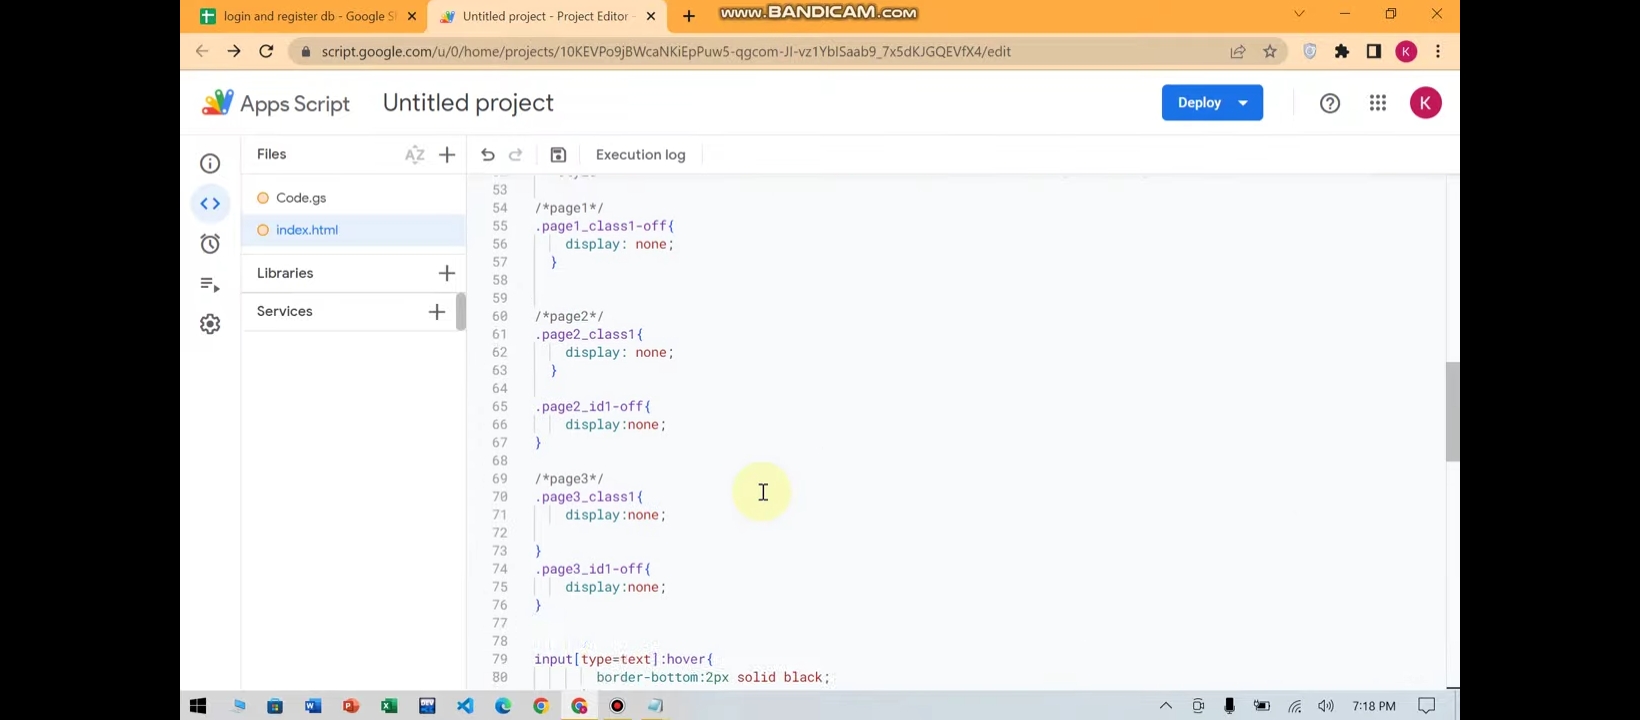 login and register db - Google S
Untitled project - Project Editor -
www.BANDICAM.com
script.google.com/u/0/home/projects/10KEVPo9jBWcaNKiEpPuw5-qgcom-JI-vz1YbISaab9_7x5dKJGQEVfX4/edit
K
Apps Script
Untitled project
Deploy
K
Files
AZ
Execution log
Code.gs
index.html
Libraries
Services
53
54 /*page1*/
55 .page1_class1-off{
56 display: none;
57 }
58
59
60 /*page2*/
61 .page2_class1{
62 display: none;
63 }
64
65 .page2_id1-off{
66 display:none;
67 }
68
69 /*page3*/
70 .page3_class1{
71 display:none;
72
73 }
74 .page3_id1-off{
75 display:none;
76 }
77
78
79 input[type=text]:hover{
80 border-bottom:2px solid black;
7:18 PM